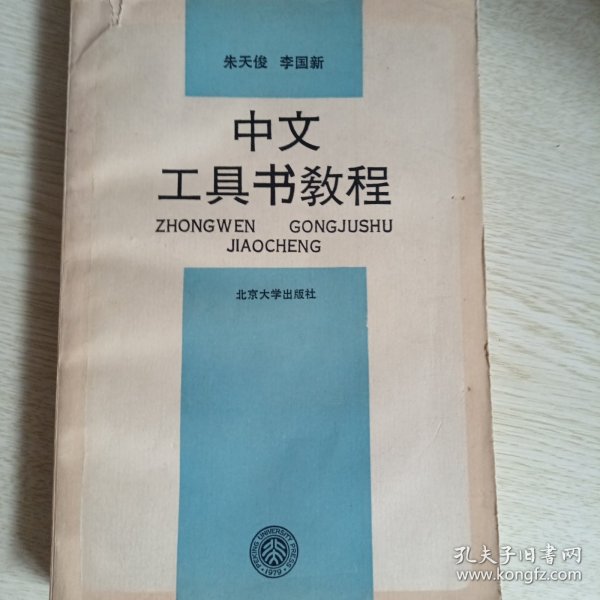 朱天俊 李国新
中文
工具书教程
ZHONGWEN GONGJUSHU
JIAOCHENG
北京大学出版社
PEKING UNIVERSITY PRESS
·1979·
孔夫子旧书网
www.kongfz.com